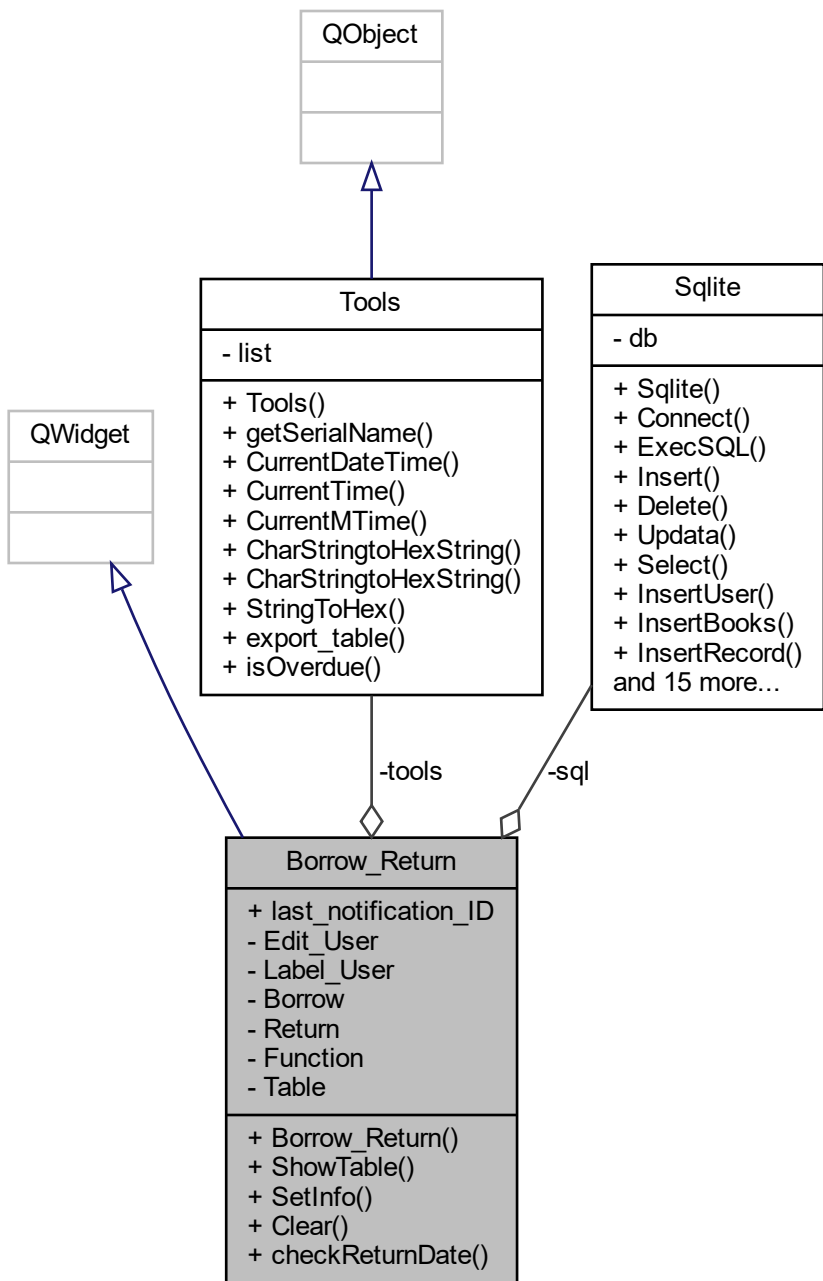 QObject
Tools
- list
+ Tools()
+ getSerialName()
+ CurrentDateTime()
+ CurrentTime()
+ CurrentMTime()
+ CharStringtoHexString()
+ CharStringtoHexString()
+ StringToHex()
+ export_table()
+ isOverdue()
Sqlite
- db
+ Sqlite()
+ Connect()
+ ExecSQL()
+ Insert()
+ Delete()
+ Updata()
+ Select()
+ InsertUser()
+ InsertBooks()
+ InsertRecord()
and 15 more...
QWidget
-tools
-sql
Borrow_Return
+ last_notification_ID
- Edit_User
- Label_User
- Borrow
- Return
- Function
- Table
+ Borrow_Return()
+ ShowTable()
+ SetInfo()
+ Clear()
+ checkReturnDate()